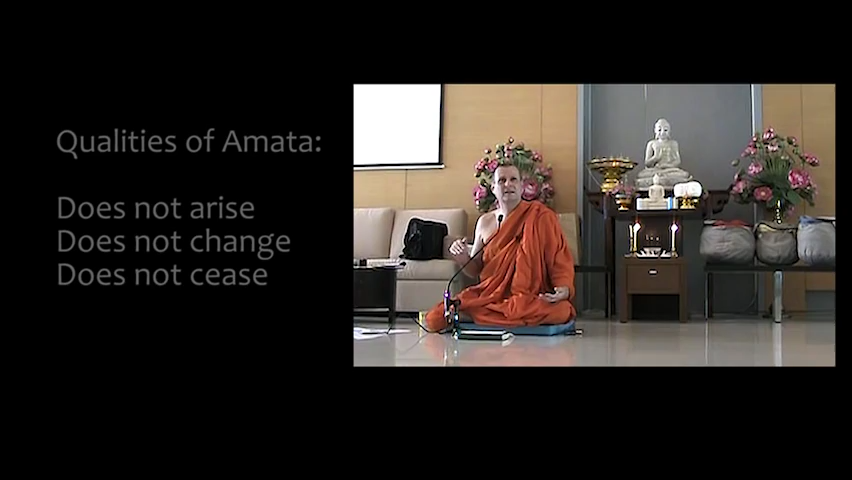 Qualities of Amata:
Does not arise
Does not change
Does not cease